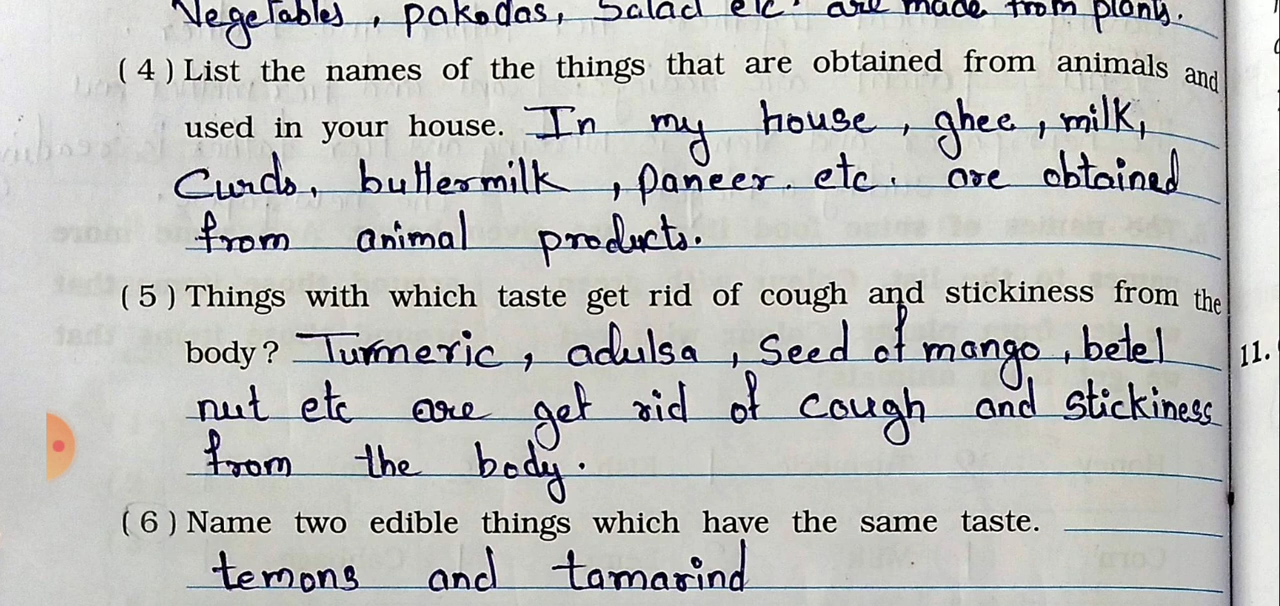 Vegetables, pakodas, Salad etc. are made from plants.
(4) List the names of the things that are obtained from animals and
used in your house. In my house, ghee, milk,
Curds, buttermilk, paneer. etc. are obtained
from animal products.
(5) Things with which taste get rid of cough and stickiness from the
body? Turmeric, adulsa, Seed of mango, betel
11.
nut etc are get rid of cough and stickiness
from the body.
(6) Name two edible things which have the same taste.
temons and tamarind